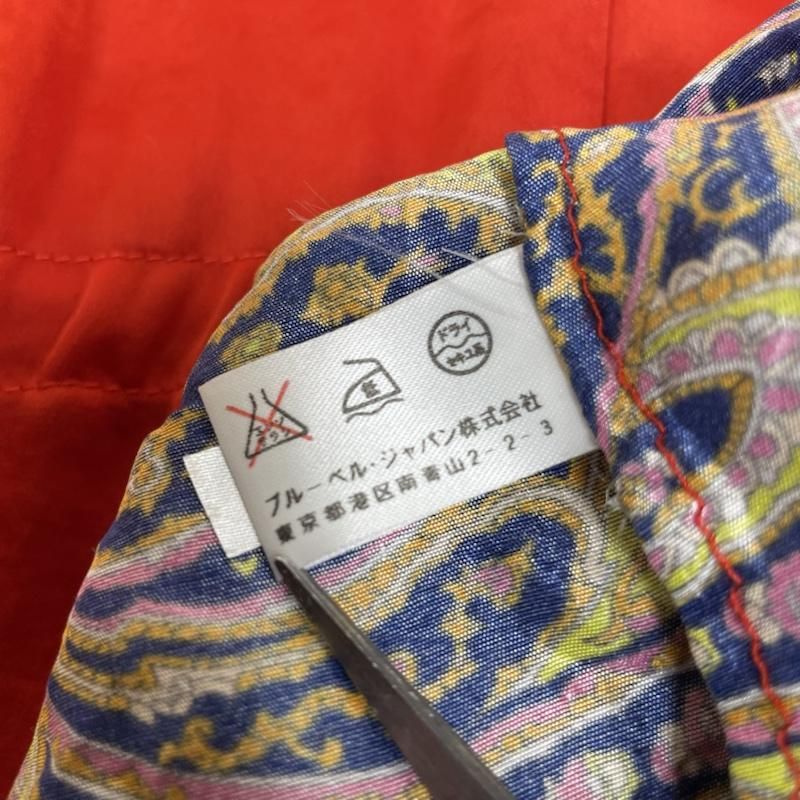 エンソ
サラシ
低
ドライ
セキユ系
ブルーベル・ジャパン株式会社
東京都港区南青山2-2-3